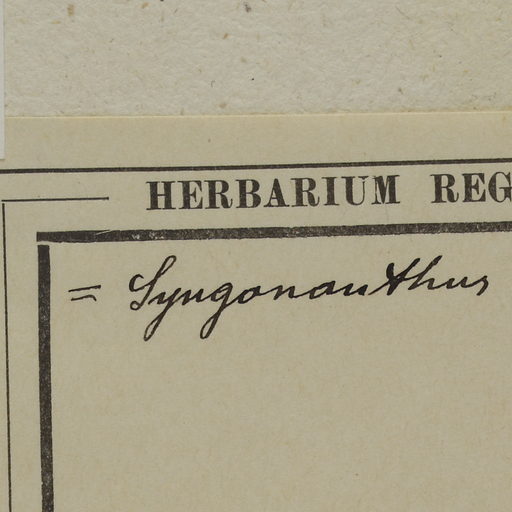 HERBARIUM REG
= Syngonanthus